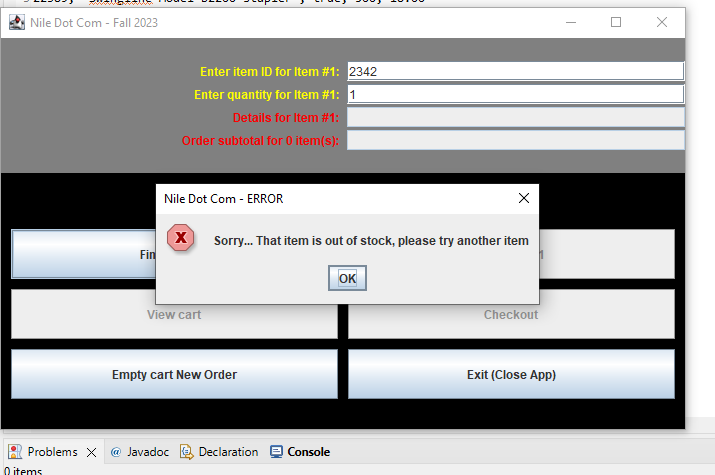 Nile Dot Com - Fall 2023
Enter item ID for Item #1:
2342
Enter quantity for Item #1:
1
Details for Item #1:
Order subtotal for 0 item(s):
Nile Dot Com - ERROR
Sorry... That item is out of stock, please try another item
OK
View cart
Checkout
Empty cart New Order
Exit (Close App)
Problems
@ Javadoc
Declaration
Console
0 items